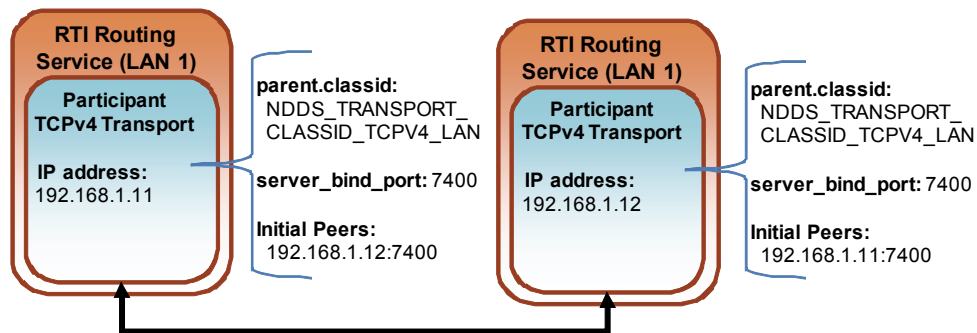 RTI Routing
Service (LAN 1)
Participant
TCPv4 Transport
IP address:
192.168.1.11
parent.classid:
NDDS_TRANSPORT_
CLASSID_TCPV4_LAN
server_bind_port: 7400
Initial Peers:
192.168.1.12:7400
RTI Routing
Service (LAN 1)
Participant
TCPv4 Transport
IP address:
192.168.1.12
parent.classid:
NDDS_TRANSPORT_
CLASSID_TCPV4_LAN
server_bind_port: 7400
Initial Peers:
192.168.1.11:7400